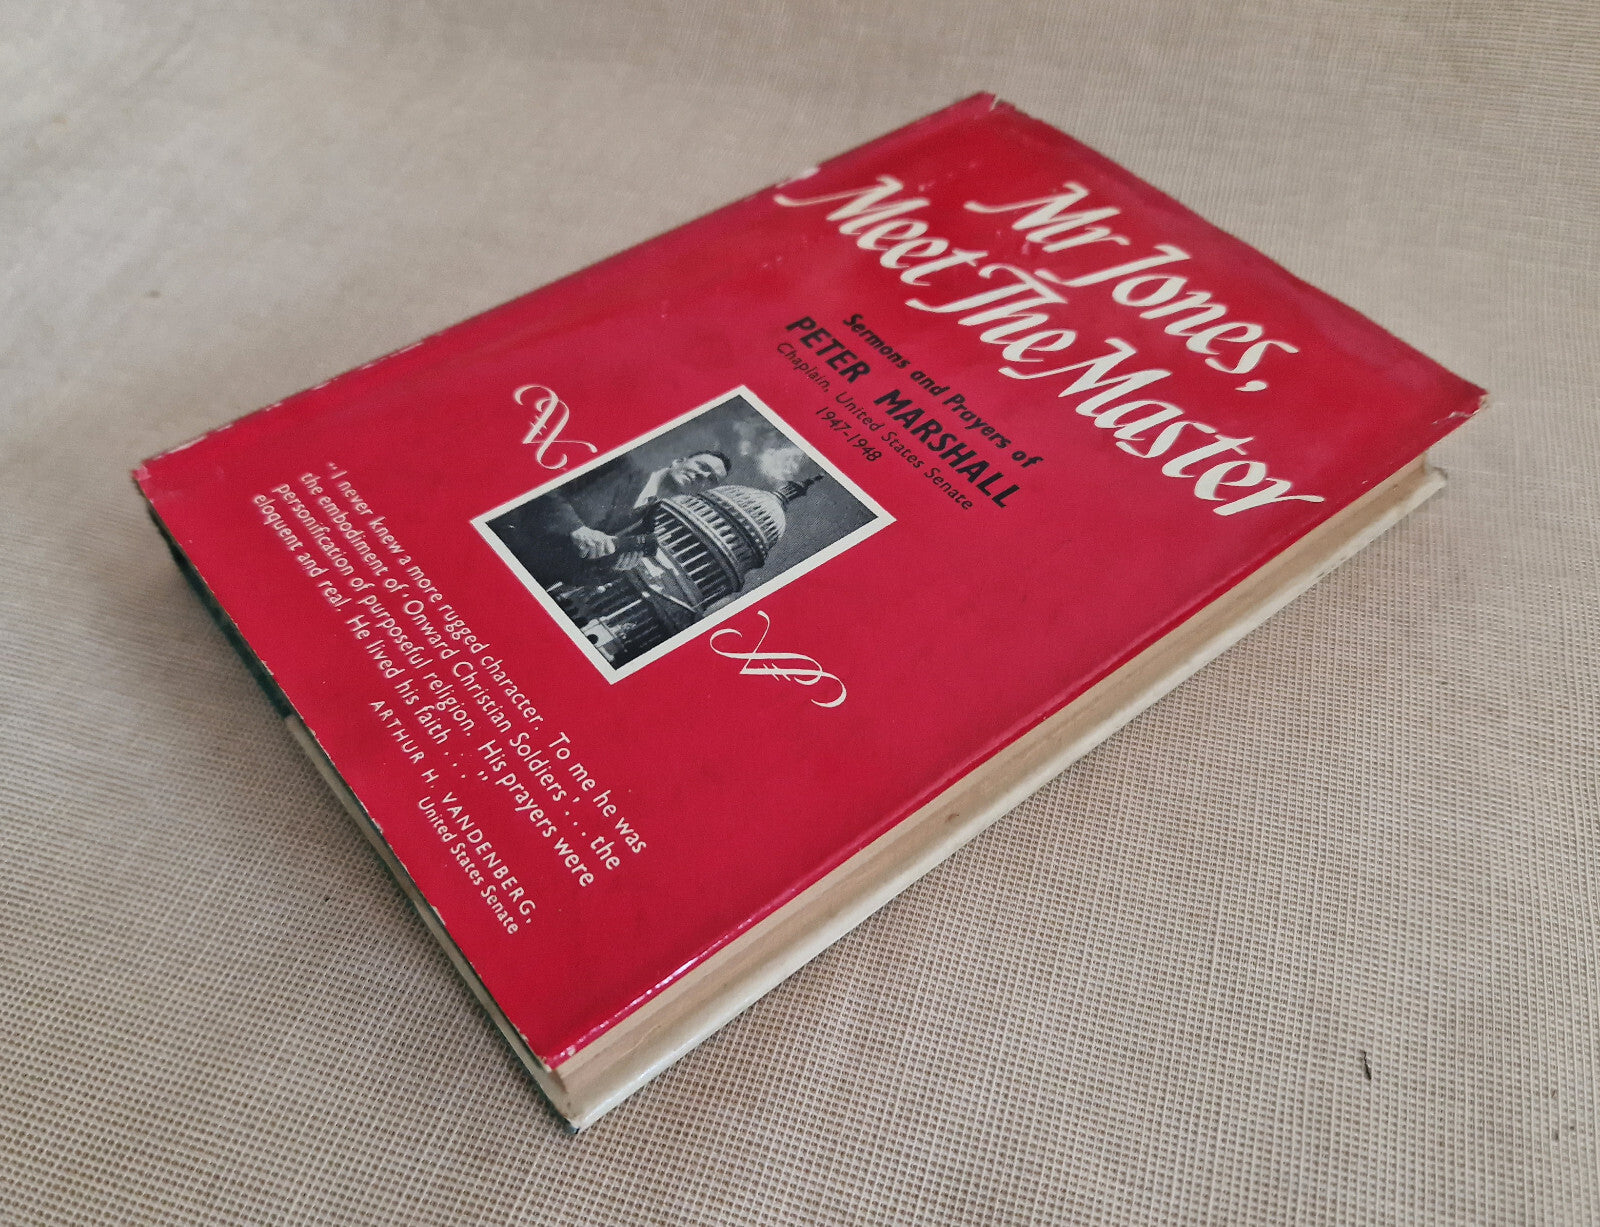 Mr Jones,
Meet The Master
Sermons and Prayers of
PETER MARSHALL
Chaplain, United States Senate
1947-1948
"I never knew a more rugged character. To me he was
the embodiment of 'Onward Christian Soldiers' ... the
personification of purposeful religion. His prayers were
eloquent and real. He lived his faith ...."
ARTHUR H. VANDENBERG,
United States Senate